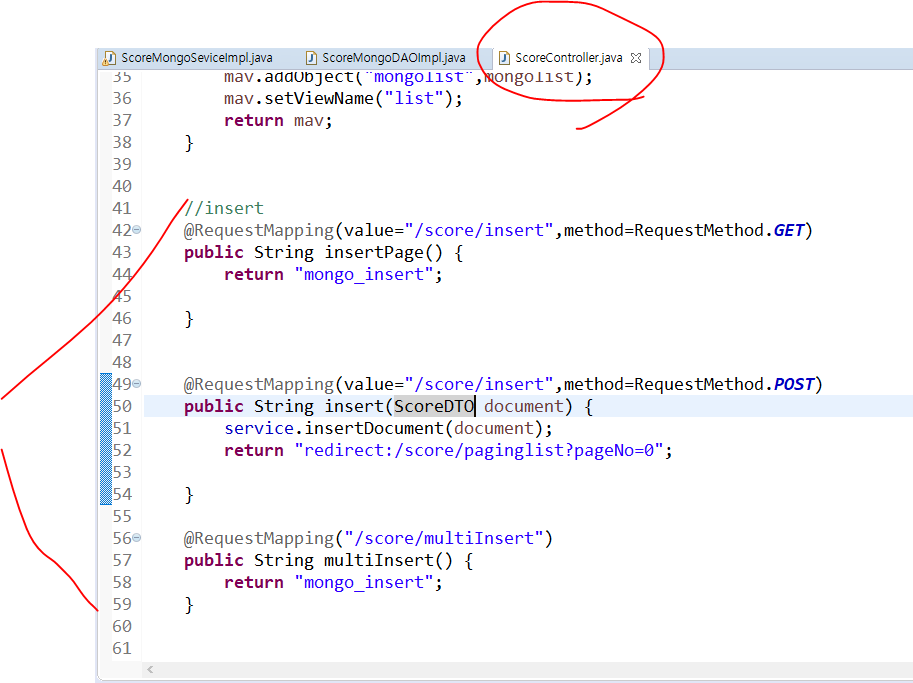 ScoreMongoSeviceImpl.java ScoreMongoDAOImpl.java ScoreController.java
35 mav.addObject("mongolist",mongolist);
36 mav.setViewName("list");
37 return mav;
38 }
39
40
41 //insert
42 @RequestMapping(value="/score/insert",method=RequestMethod.GET)
43 public String insertPage() {
44 return "mongo_insert";
45
46 }
47
48
49 @RequestMapping(value="/score/insert",method=RequestMethod.POST)
50 public String insert(ScoreDTO document) {
51 service.insertDocument(document);
52 return "redirect:/score/paginglist?pageNo=0";
53
54 }
55
56 @RequestMapping("/score/multiInsert")
57 public String multiInsert() {
58 return "mongo_insert";
59 }
60
61